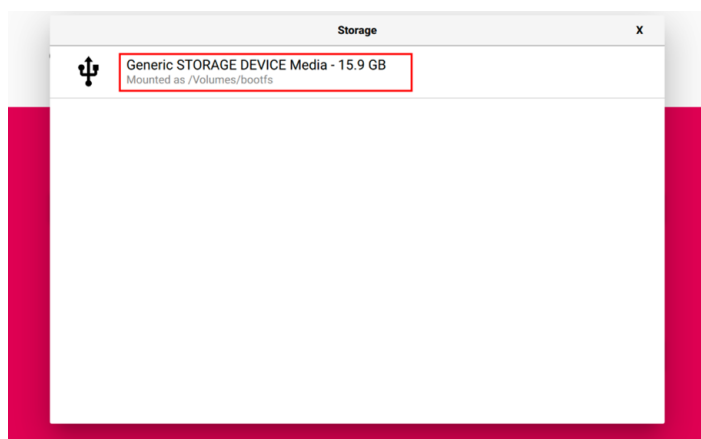 Storage
X
Generic STORAGE DEVICE Media - 15.9 GB
Mounted as /Volumes/bootfs